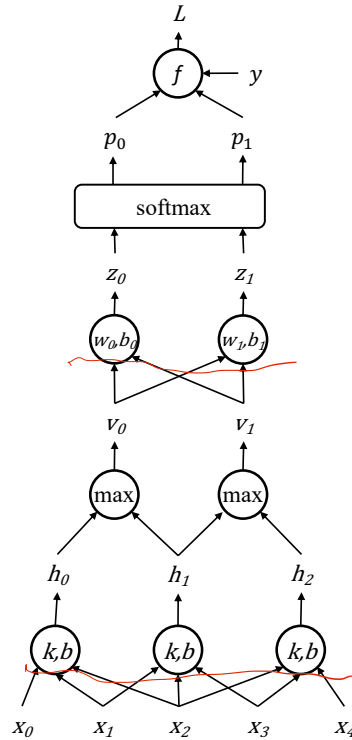 L
f y
p₀ p₁
softmax
z₀ z₁
w₀,b₀ w₁,b₁
v₀ v₁
max max
h₀ h₁ h₂
k,b k,b k,b
x₀ x₁ x₂ x₃ x₄